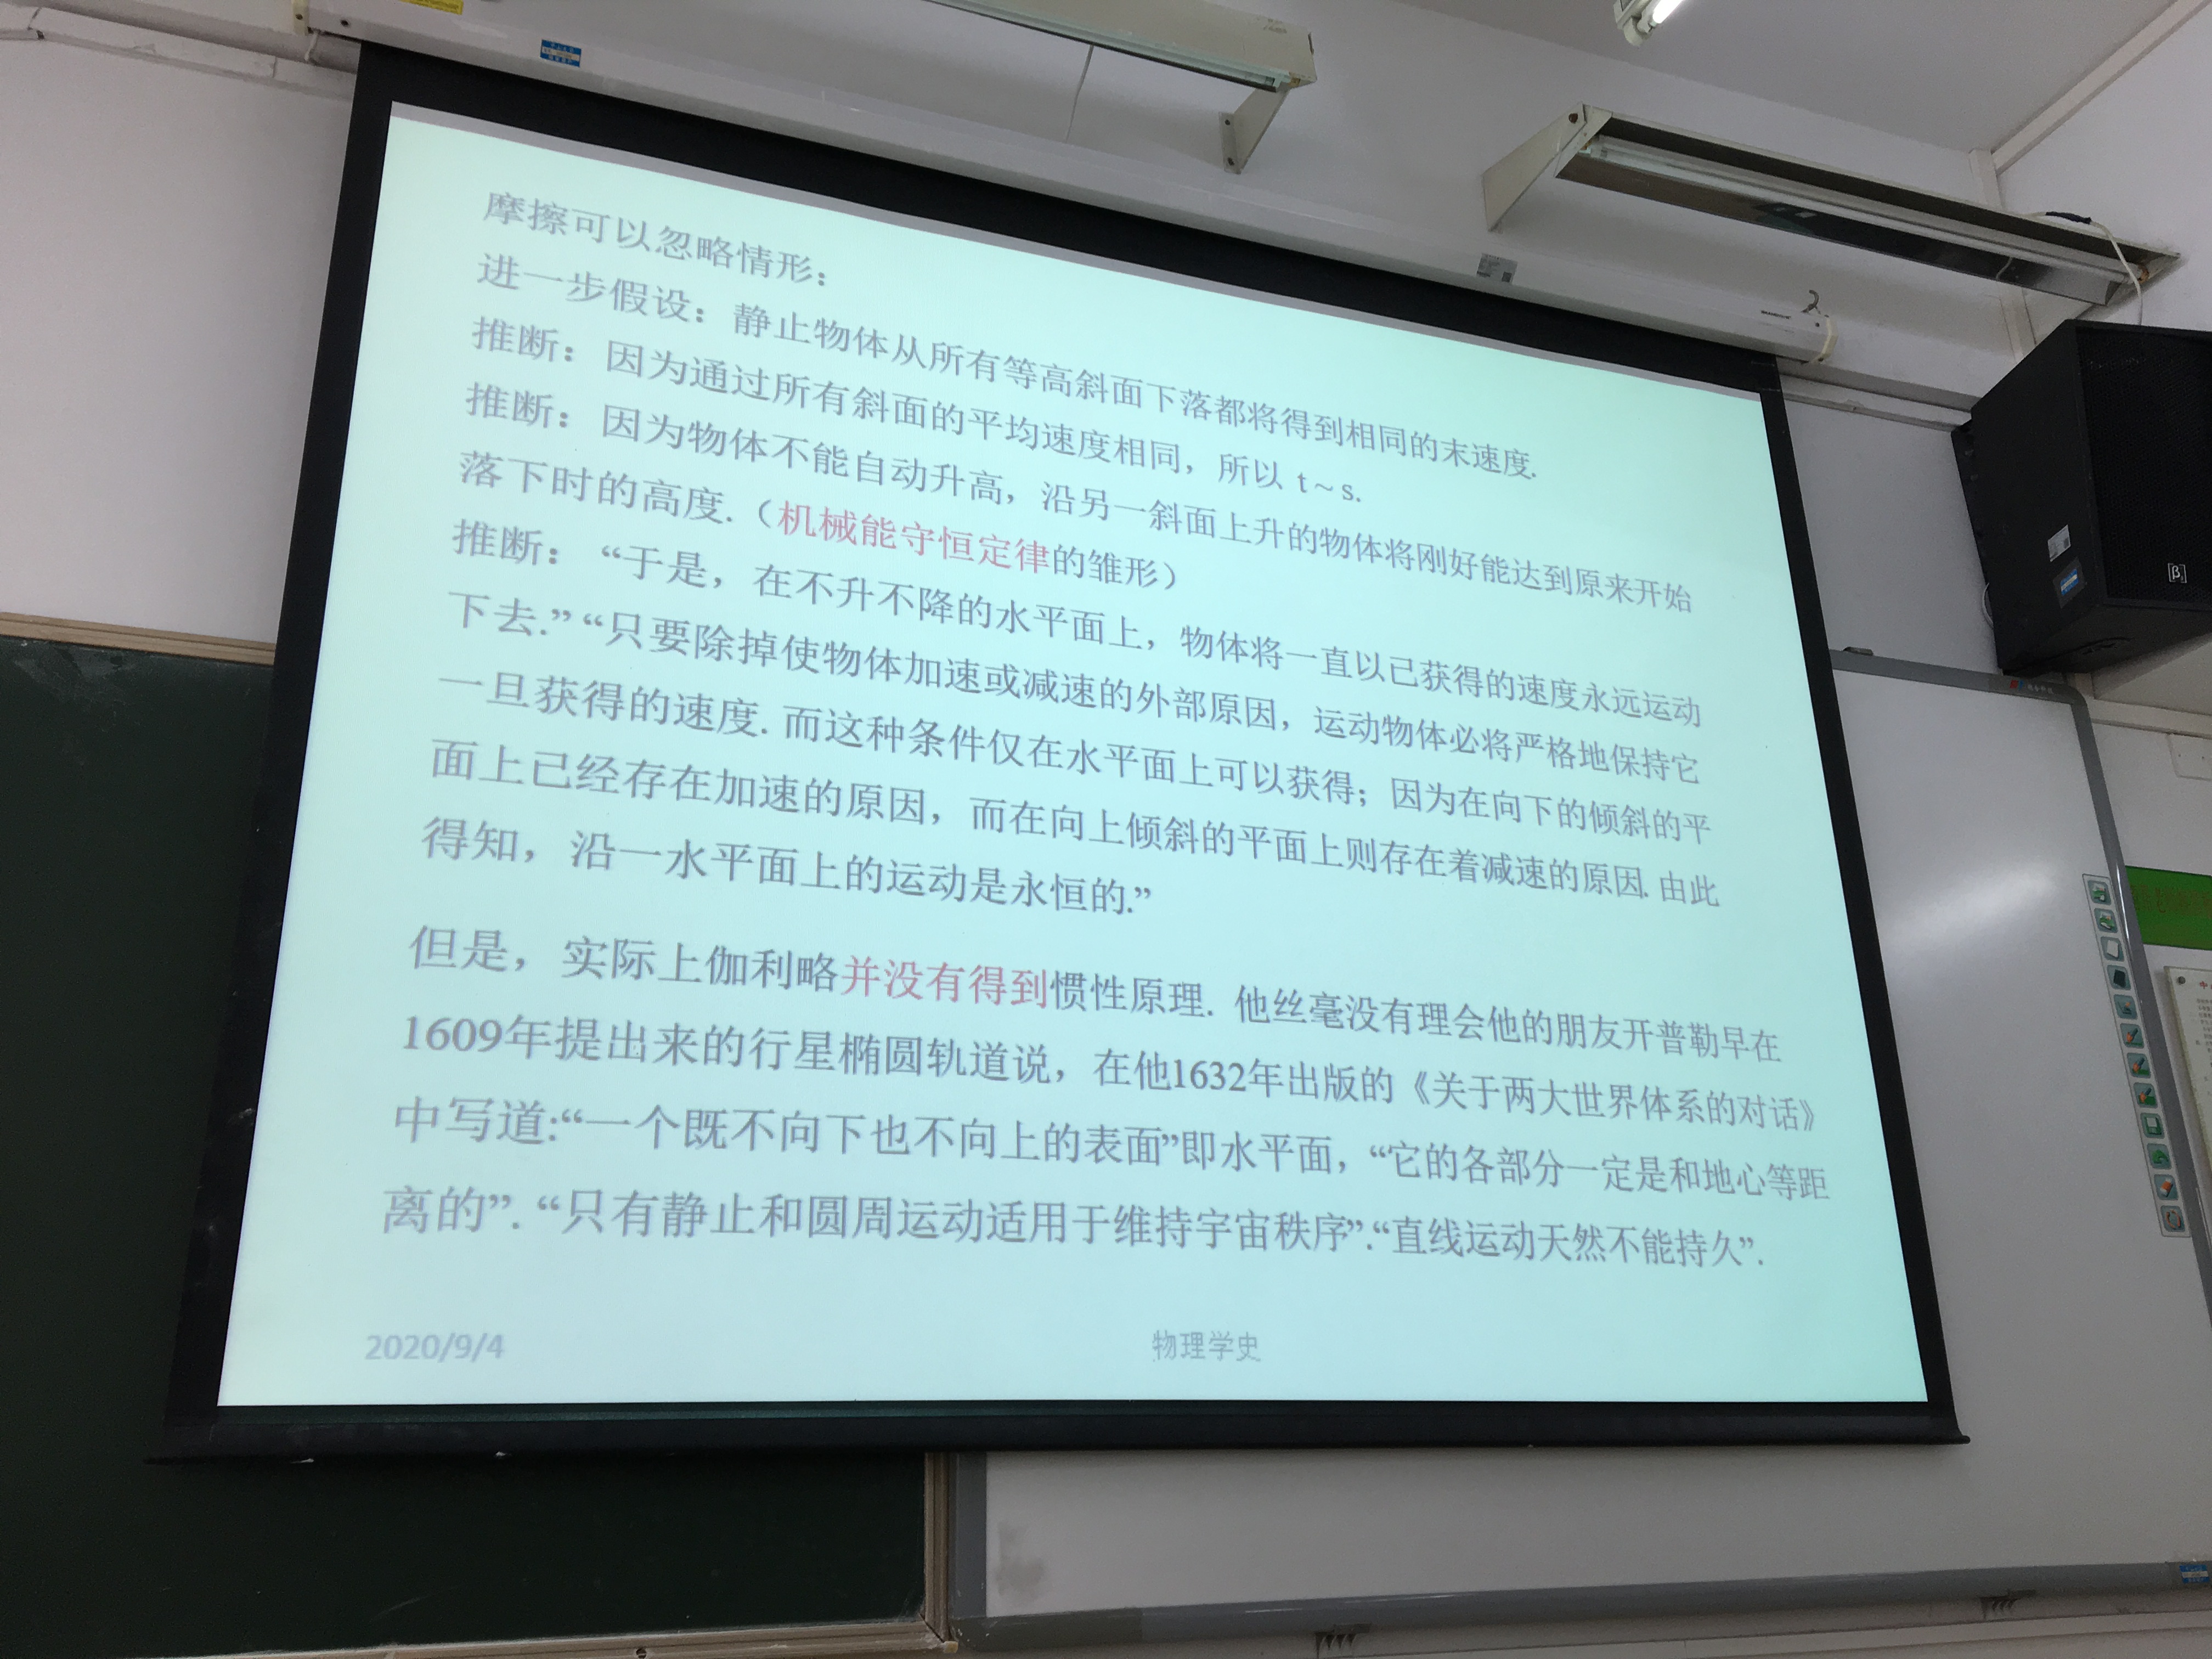 摩擦可以忽略情形：
进一步假设：静止物体从所有等高斜面下落都将得到相同的末速度.
推断：因为通过所有斜面的平均速度相同，所以 t~s.
推断：因为物体不能自动升高，沿另一斜面上升的物体将刚好能达到原来开始
落下时的高度.（机械能守恒定律的雏形）
推断：“于是，在不升不降的水平面上，物体将一直以已获得的速度永远运动
下去.”“只要除掉使物体加速或减速的外部原因，运动物体必将严格地保持它
一旦获得的速度. 而这种条件仅在水平面上可以获得；因为在向下的倾斜的平
面上已经存在加速的原因，而在向上倾斜的平面上则存在着减速的原因. 由此
得知，沿一水平面上的运动是永恒的.”
但是，实际上伽利略并没有得到惯性原理. 他丝毫没有理会他的朋友开普勒早在
1609年提出来的行星椭圆轨道说，在他1632年出版的《关于两大世界体系的对话》
中写道:“一个既不向下也不向上的表面”即水平面，“它的各部分一定是和地心等距
离的”. “只有静止和圆周运动适用于维持宇宙秩序”.“直线运动天然不能持久”.
2020/9/4
物理学史
[β]